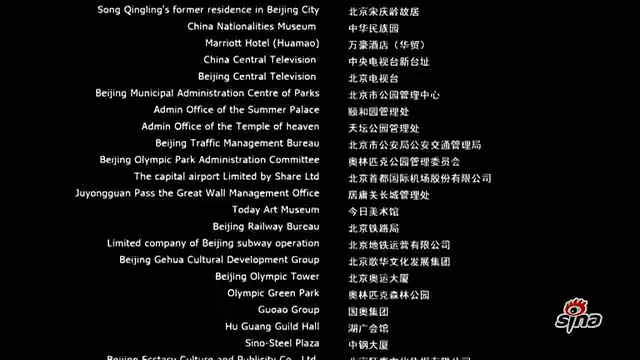 Song Qingling's former residence in Beijing City 北京宋庆龄故居
China Nationalities Museum 中华民族园
Marriott Hotel (Huamao) 万豪酒店（华贸）
China Central Television 中央电视台新台址
Beijing Central Television 北京电视台
Beijing Municipal Administration Centre of Parks 北京市公园管理中心
Admin Office of the Summer Palace 颐和园管理处
Admin Office of the Temple of heaven 天坛公园管理处
Beijing Traffic Management Bureau 北京市公安局公安交通管理局
Beijing Olympic Park Administration Committee 奥林匹克公园管理委员会
The capital airport Limited by Share Ltd 北京首都国际机场股份有限公司
Juyongguan Pass the Great Wall Management Office 居庸关长城管理处
Today Art Museum 今日美术馆
Beijing Railway Bureau 北京铁路局
Limited company of Beijing subway operation 北京地铁运营有限公司
Beijing Gehua Cultural Development Group 北京歌华文化发展集团
Beijing Olympic Tower 北京奥运大厦
Olympic Green Park 奥林匹克森林公园
Guoao Group 国奥集团
Hu Guang Guild Hall 湖广会馆
Sino-Steel Plaza 中钢大厦
Beijing Ecstasy Culture and Publicity Co., Ltd
sina